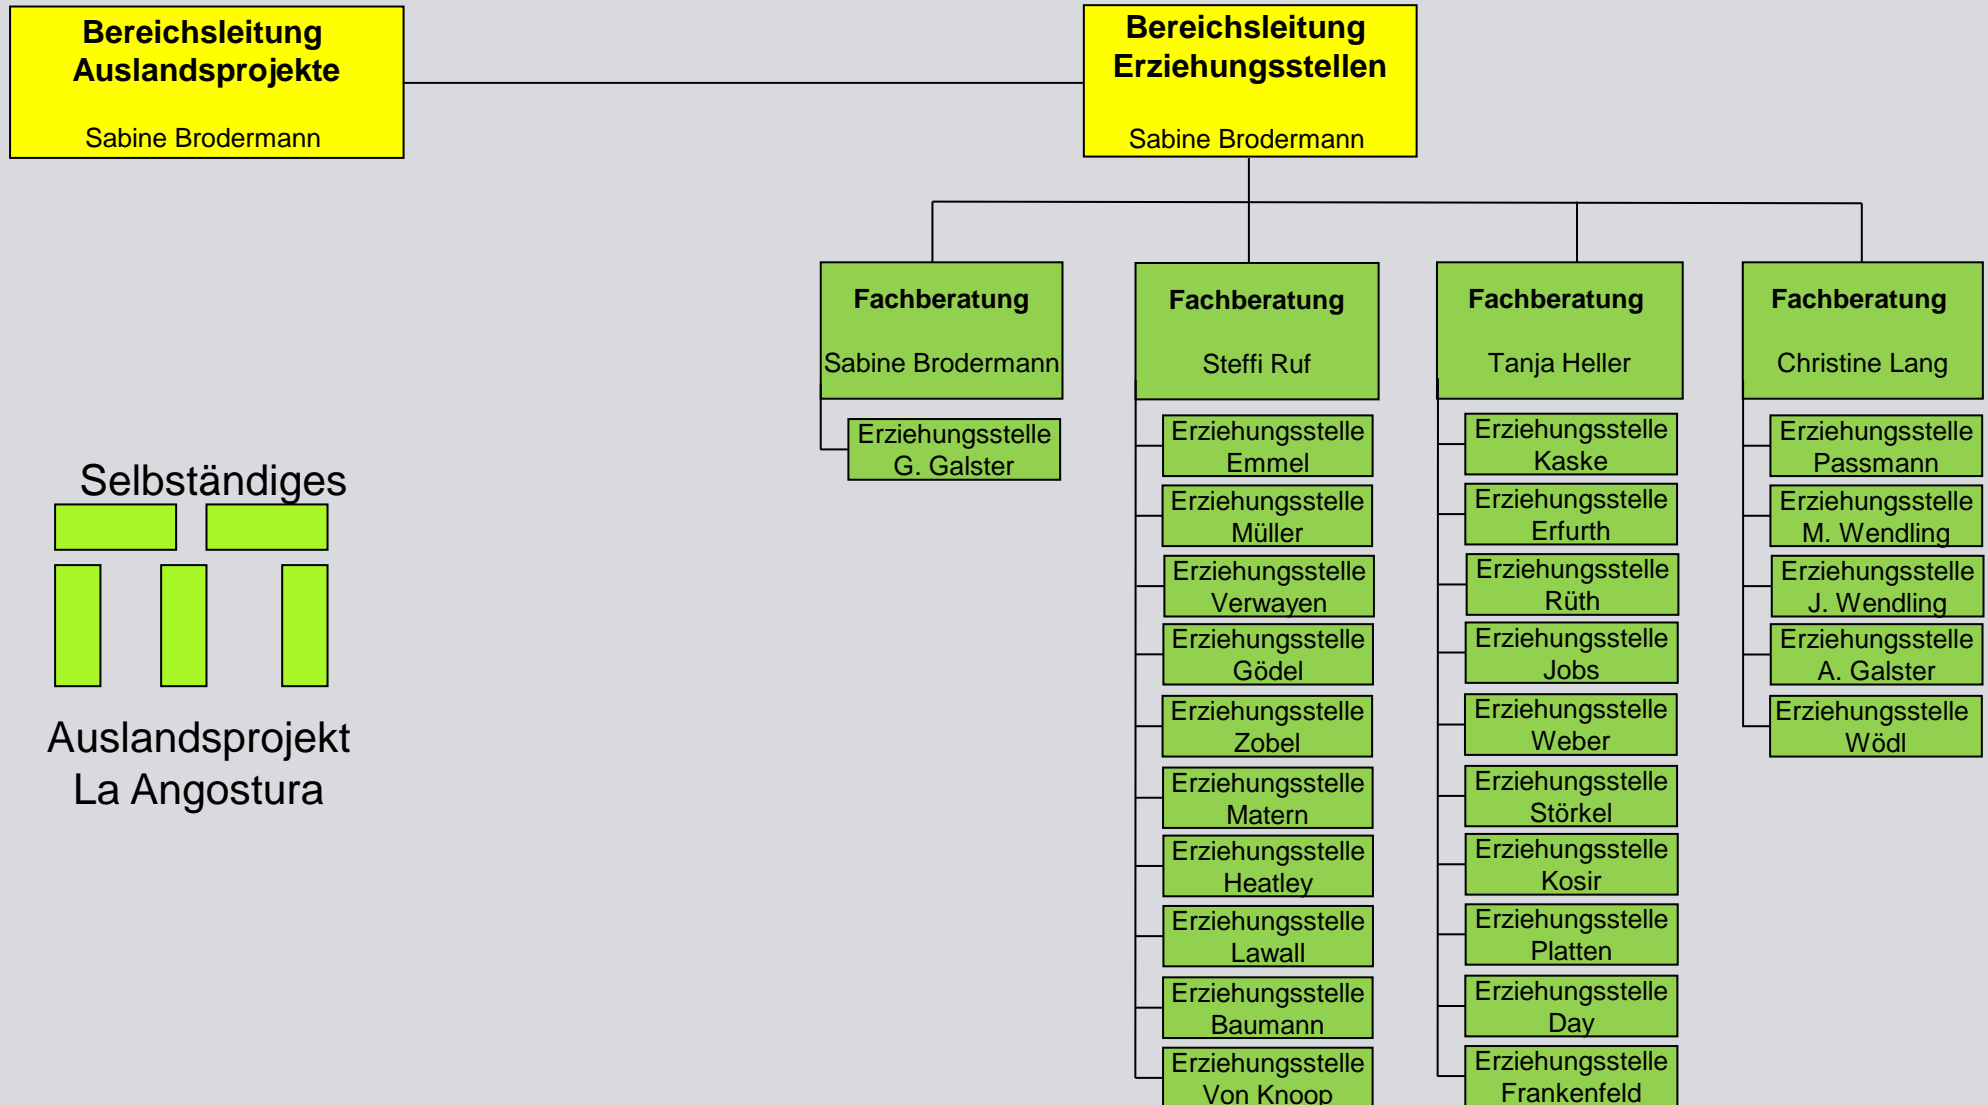 Bereichsleitung
Auslandsprojekte
Sabine Brodermann
Bereichsleitung
Erziehungsstellen
Sabine Brodermann
Fachberatung
Sabine Brodermann
Erziehungsstelle
G. Galster
Fachberatung
Steffi Ruf
Erziehungsstelle
Emmel
Erziehungsstelle
Müller
Erziehungsstelle
Verwayen
Erziehungsstelle
Gödel
Erziehungsstelle
Zobel
Erziehungsstelle
Matern
Erziehungsstelle
Heatley
Erziehungsstelle
Lawall
Erziehungsstelle
Baumann
Erziehungsstelle
Von Knoop
Fachberatung
Tanja Heller
Erziehungsstelle
Kaske
Erziehungsstelle
Erfurth
Erziehungsstelle
Rüth
Erziehungsstelle
Jobs
Erziehungsstelle
Weber
Erziehungsstelle
Störkel
Erziehungsstelle
Kosir
Erziehungsstelle
Platten
Erziehungsstelle
Day
Erziehungsstelle
Frankenfeld
Fachberatung
Christine Lang
Erziehungsstelle
Passmann
Erziehungsstelle
M. Wendling
Erziehungsstelle
J. Wendling
Erziehungsstelle
A. Galster
Erziehungsstelle
Wödl
Selbständiges
Auslandsprojekt
La Angostura